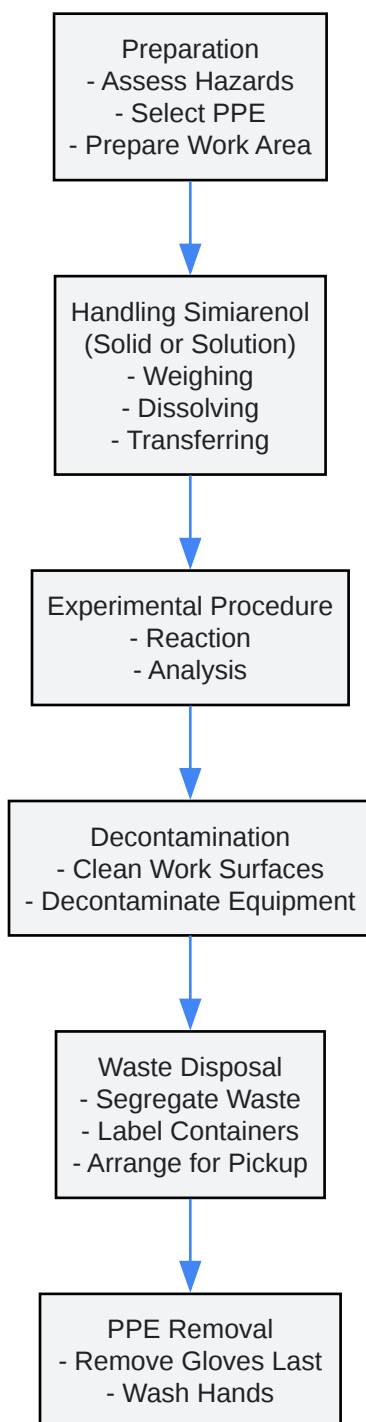 Preparation
- Assess Hazards
- Select PPE
- Prepare Work Area
Handling Simiarenol
(Solid or Solution)
- Weighing
- Dissolving
- Transferring
Experimental Procedure
- Reaction
- Analysis
Decontamination
- Clean Work Surfaces
- Decontaminate Equipment
Waste Disposal
- Segregate Waste
- Label Containers
- Arrange for Pickup
PPE Removal
- Remove Gloves Last
- Wash Hands